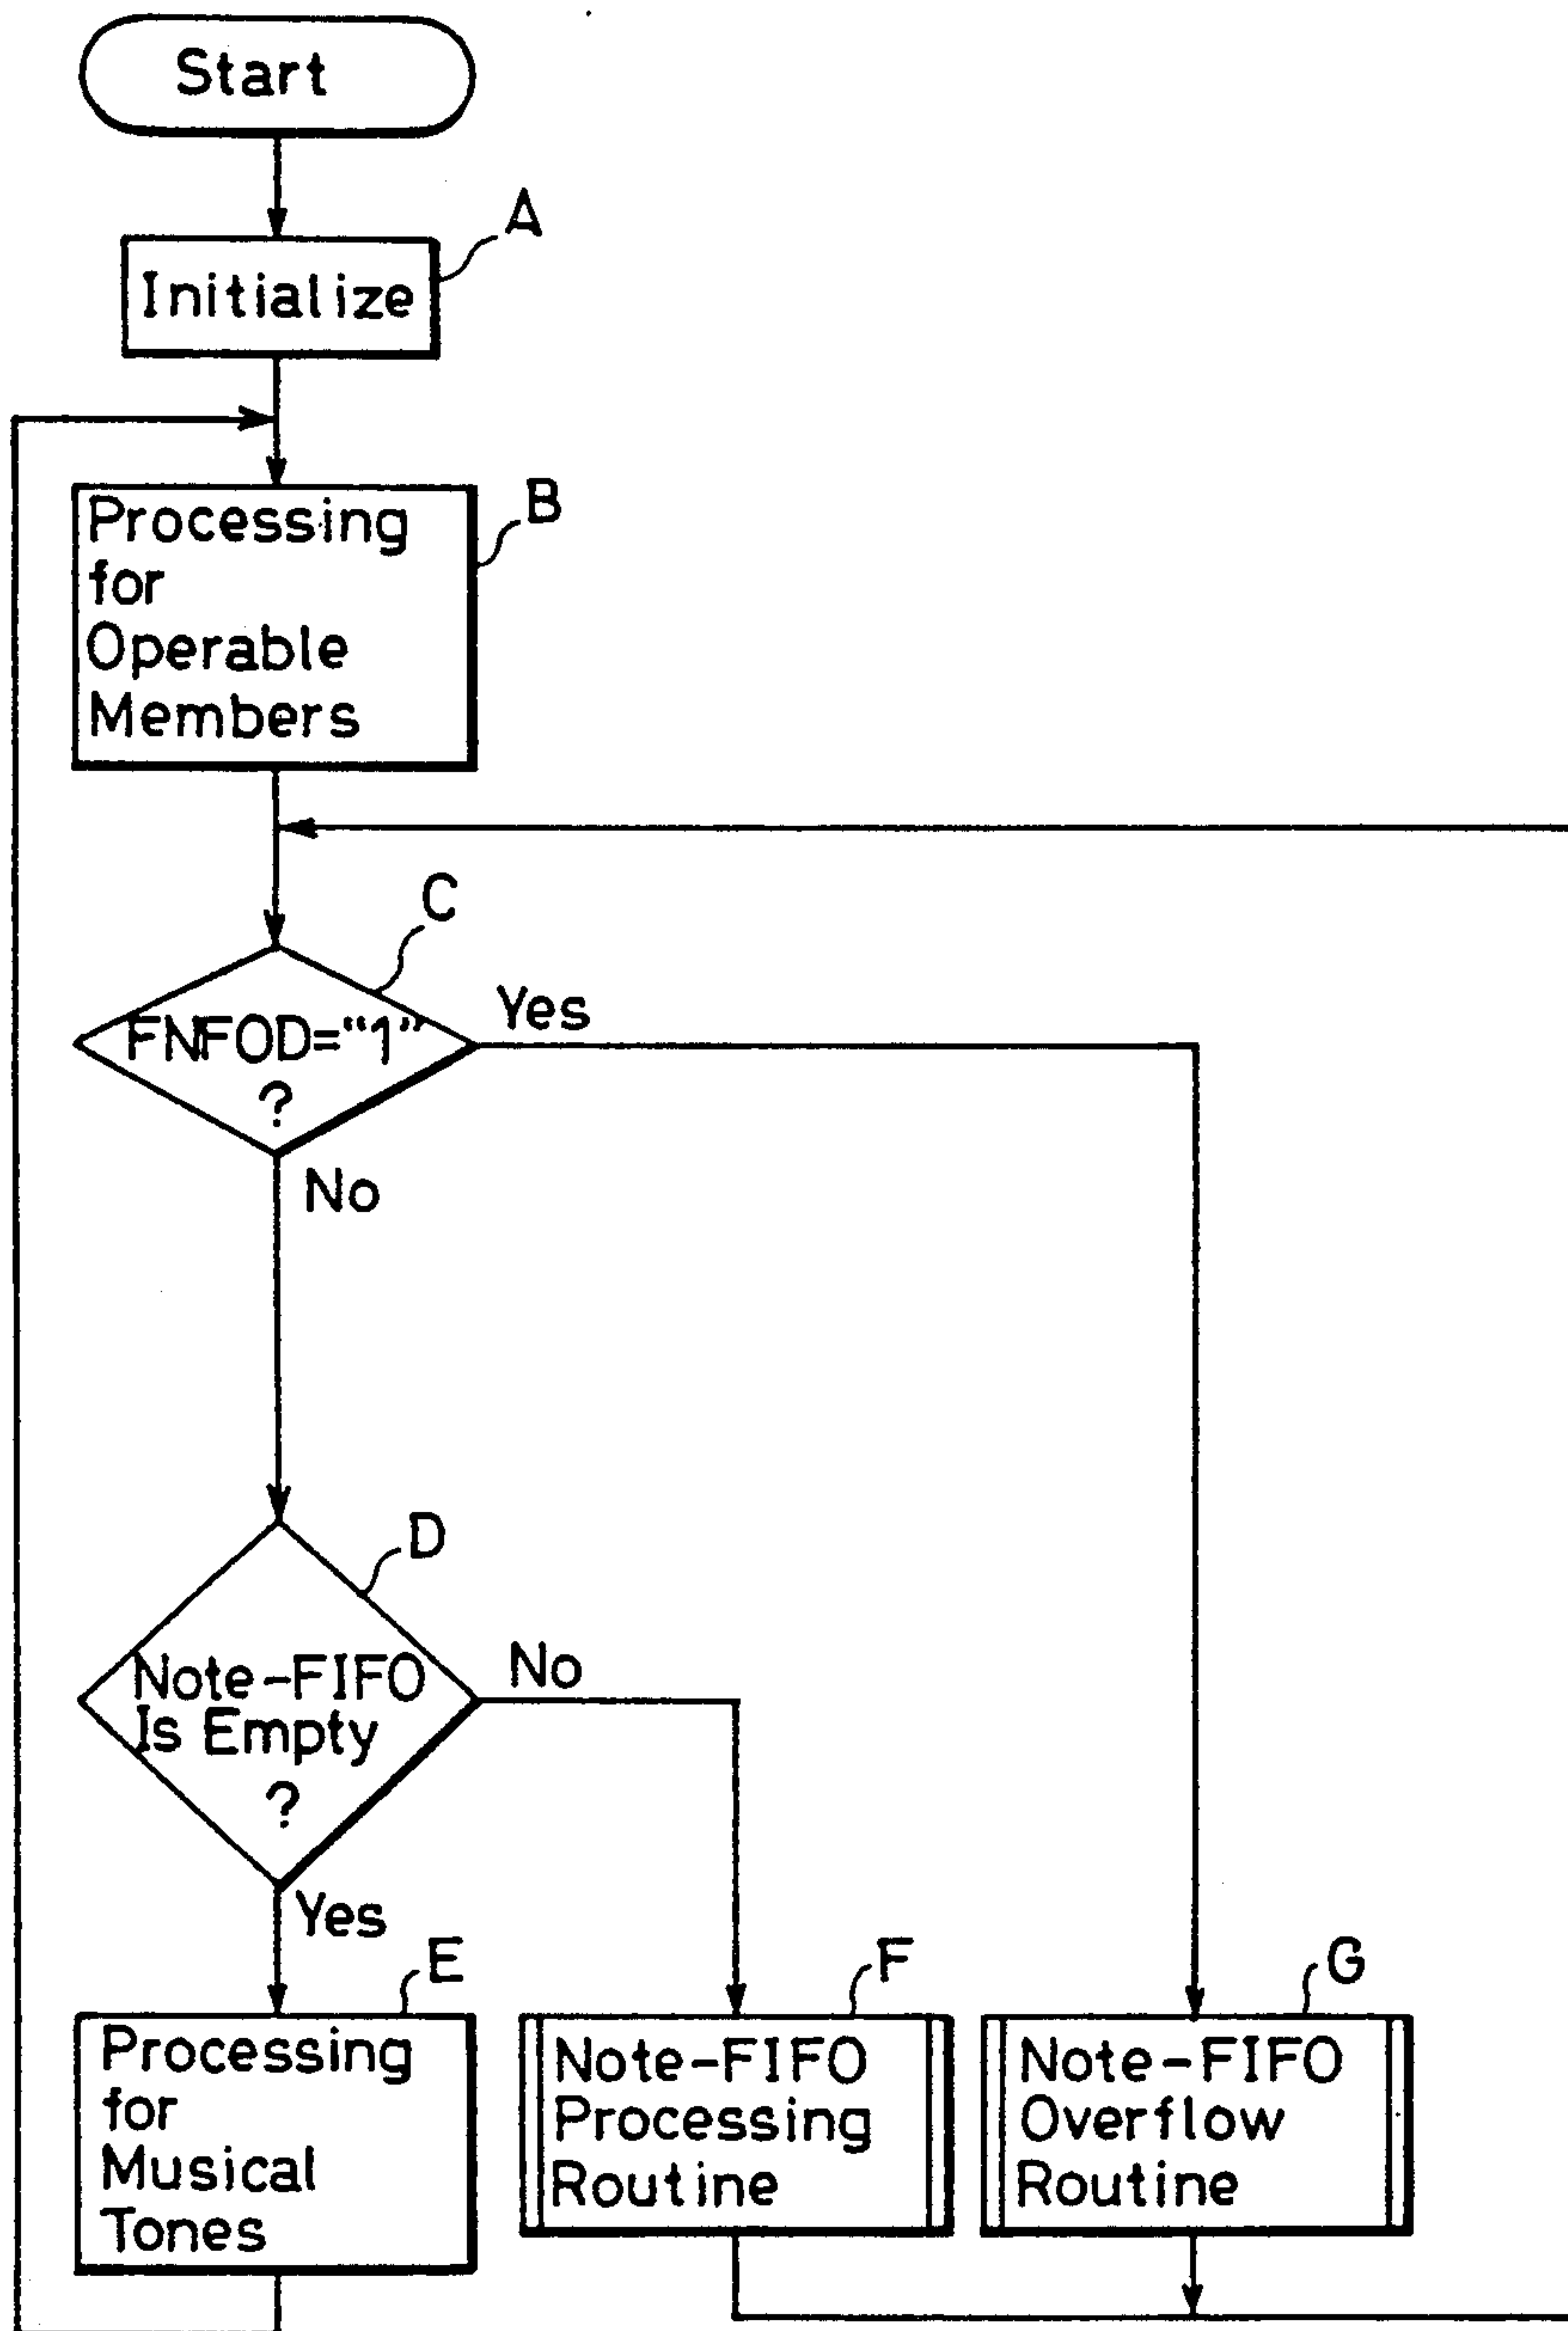 Start
A
Initialize
B
Processing
for
Operable
Members
C
FNFOD="1"
?
Yes
No
D
Note-FIFO
Is Empty
?
No
Yes
E
Processing
for
Musical
Tones
F
Note-FIFO
Processing
Routine
G
Note-FIFO
Overflow
Routine